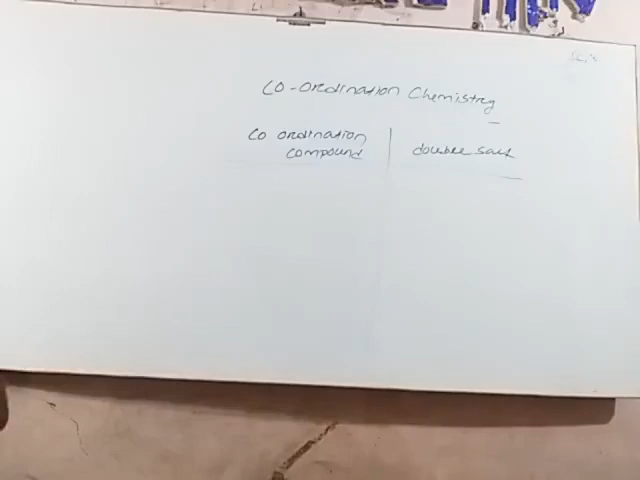 CO-Ordination Chemistry
CO ordination
compound
double salt